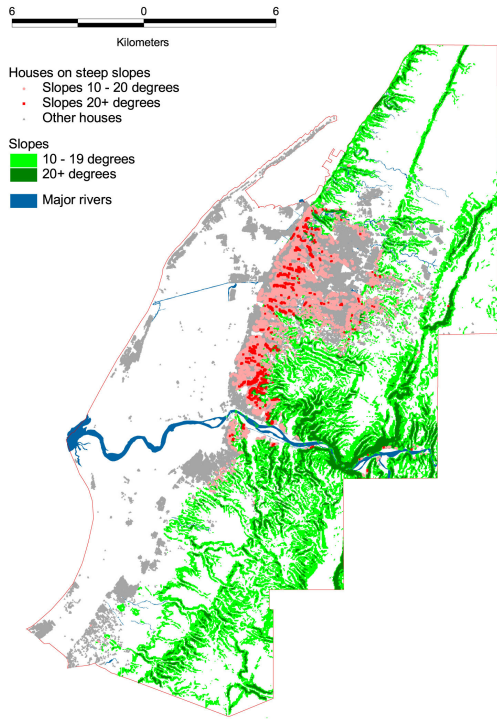 6 0 6
Kilometers
Houses on steep slopes
Slopes 10 - 20 degrees
Slopes 20+ degrees
Other houses
Slopes
10 - 19 degrees
20+ degrees
Major rivers